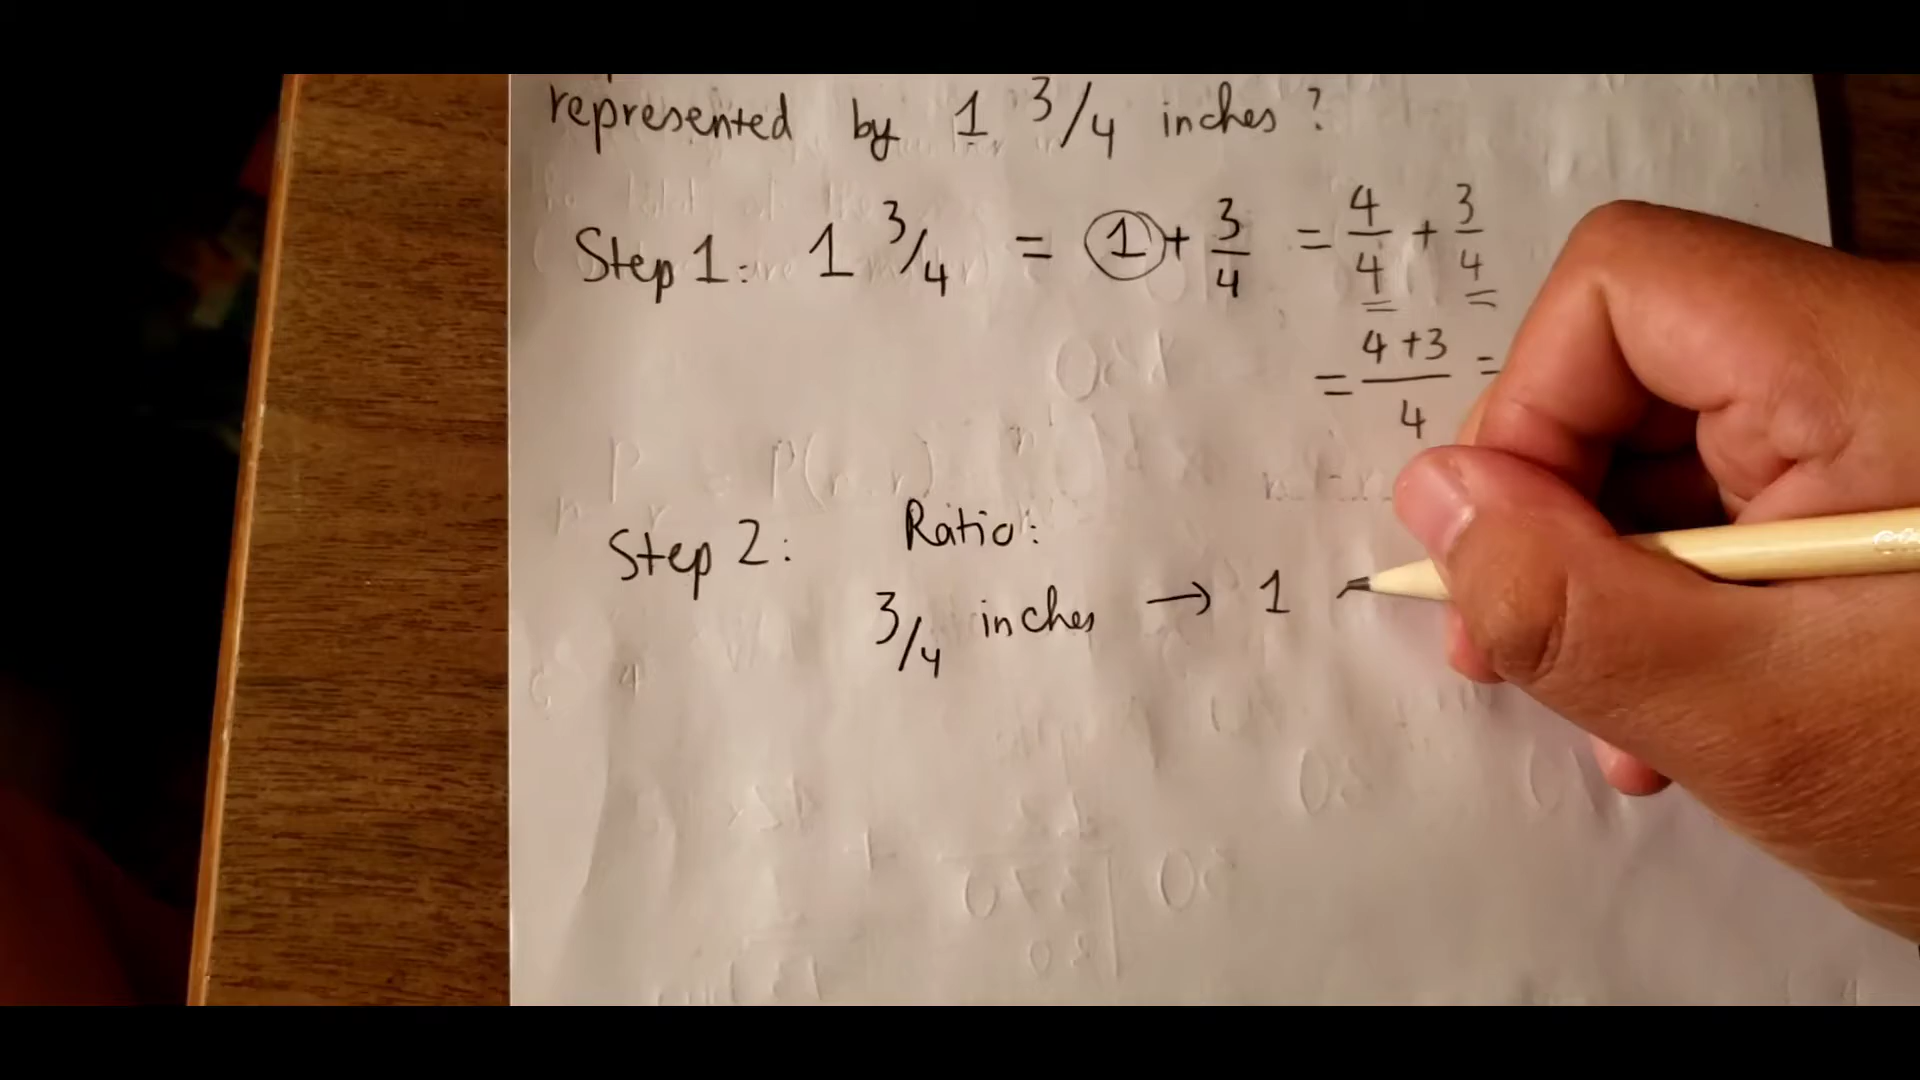 represented by 1 3/4 inches?
Step 1: 1 3/4 = 1 + 3/4 = 4/4 + 3/4
= 4+3/4 =
Step 2: Ratio:
3/4 inches → 1